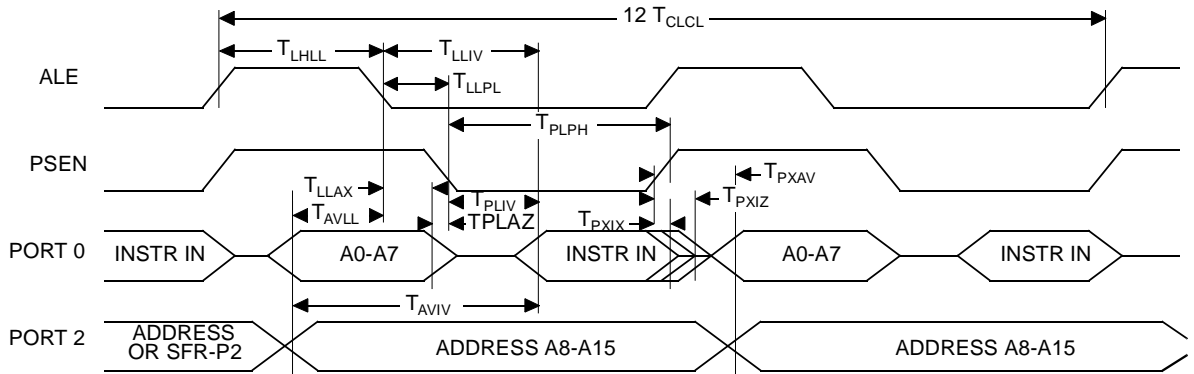 12 TCLCL
TLHLL
TLLIV
ALE
TLLPL
TPLPH
PSEN
TPXAV
TLLAX
TPLIV
TPXIZ
TAVLL
TPLAZ
TPXIX
PORT 0
INSTR IN
A0-A7
INSTR IN
A0-A7
INSTR IN
TAVIV
PORT 2
ADDRESS
OR SFR-P2
ADDRESS A8-A15
ADDRESS A8-A15